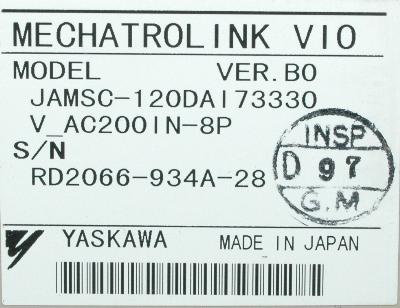 MECHATROLINK VIO
MODEL VER.B0
JAMSC-120DAI73330
V_AC200IN-8P
S/N
RD2066-934A-28
INSP
D 97
G.M
YASKAWA MADE IN JAPAN